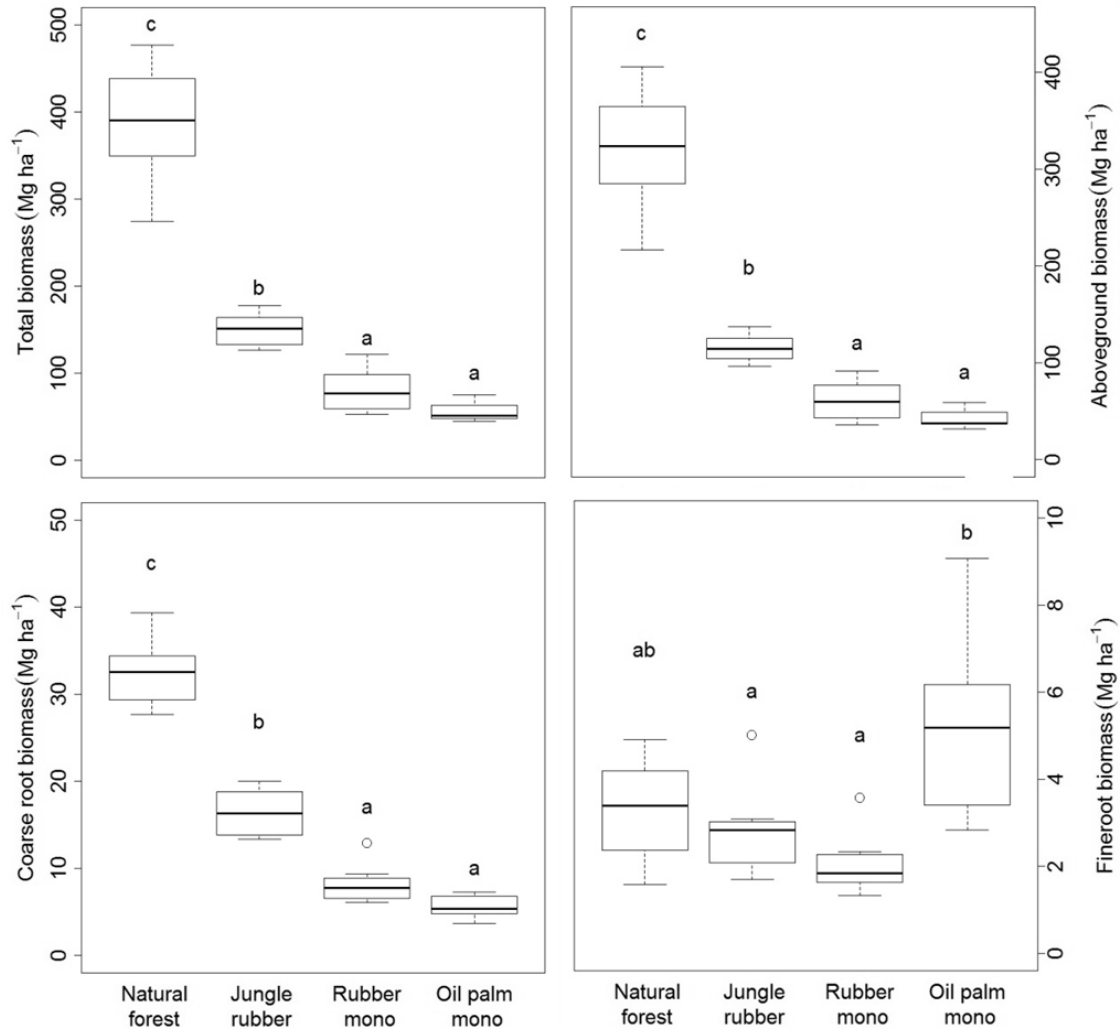 Total biomass(Mg ha⁻¹)
0
100
200
300
400
500
c
b
a
a
Aboveground biomass(Mg ha⁻¹)
0
100
200
300
400
c
b
a
a
Coarse root biomass(Mg ha⁻¹)
0
10
20
30
40
50
c
b
a
a
Fineroot biomass(Mg ha⁻¹)
0
2
4
6
8
10
ab
a
a
b
Natural
forest
Jungle
rubber
Rubber
mono
Oil palm
mono
Natural
forest
Jungle
rubber
Rubber
mono
Oil palm
mono